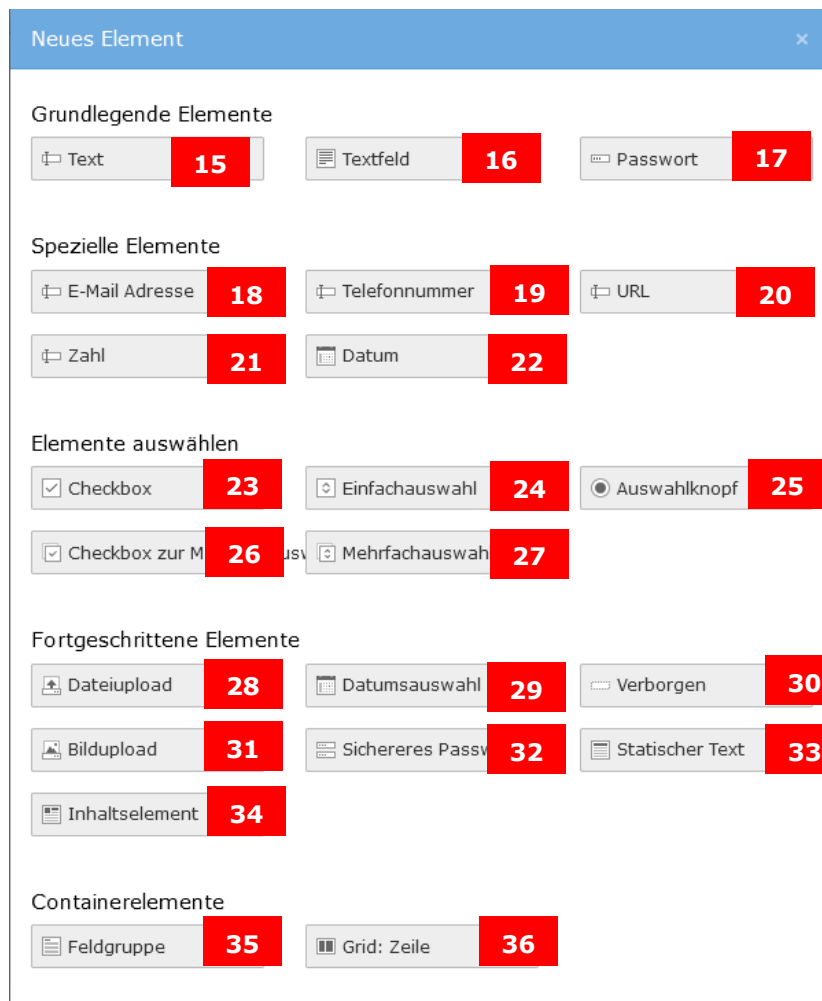 Neues Element ×
Grundlegende Elemente
Text 15 Textfeld 16 Passwort 17
Spezielle Elemente
E-Mail Adresse 18 Telefonnummer 19 URL 20
Zahl 21 Datum 22
Elemente auswählen
Checkbox 23 Einfachauswahl 24 Auswahlknopf 25
Checkbox zur M 26 usw Mehrfachauswah 27
Fortgeschrittene Elemente
Dateiupload 28 Datumsauswahl 29 Verborgen 30
Bildupload 31 Sichereres Passw 32 Statischer Text 33
Inhaltselement 34
Containerelemente
Feldgruppe 35 Grid: Zeile 36